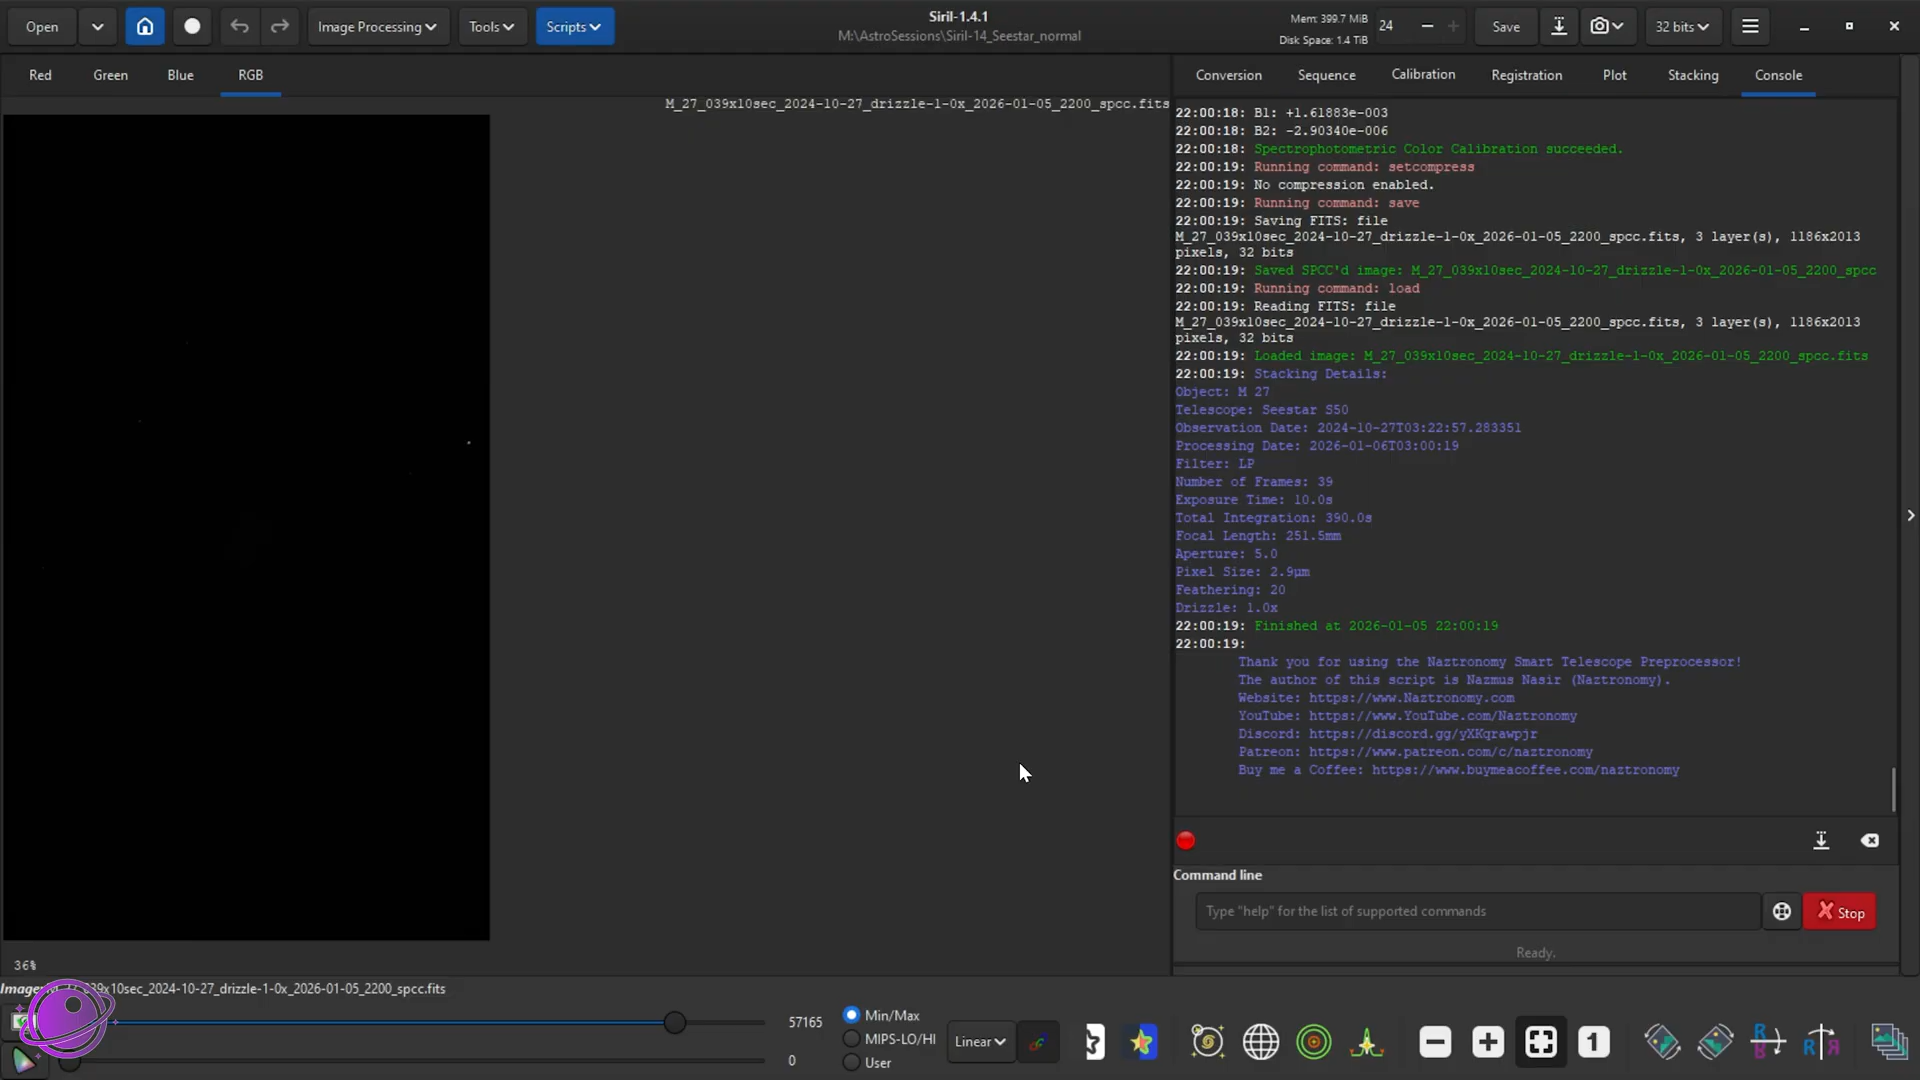 Open
Image Processing
Tools
Scripts
Siril-1.4.1
M:\AstroSessions\Siril-14_Seestar_normal
Mem: 399.7 MiB
Disk Space: 1.4 TiB
24
Save
32 bits
Red
Green
Blue
RGB
Conversion
Sequence
Calibration
Registration
Plot
Stacking
Console
M_27_039x10sec_2024-10-27_drizzle-1-0x_2026-01-05_2200_spcc.fits
22:00:18: B1: +1.61883e-003
22:00:18: B2: -2.90340e-006
22:00:18: Spectrophotometric Color Calibration succeeded.
22:00:19: Running command: setcompress
22:00:19: No compression enabled.
22:00:19: Running command: save
22:00:19: Saving FITS: file
M_27_039x10sec_2024-10-27_drizzle-1-0x_2026-01-05_2200_spcc.fits, 3 layer(s), 1186x2013
pixels, 32 bits
22:00:19: Saved SPCC'd image: M_27_039x10sec_2024-10-27_drizzle-1-0x_2026-01-05_2200_spcc
22:00:19: Running command: load
22:00:19: Reading FITS: file
M_27_039x10sec_2024-10-27_drizzle-1-0x_2026-01-05_2200_spcc.fits, 3 layer(s), 1186x2013
pixels, 32 bits
22:00:19: Loaded image: M_27_039x10sec_2024-10-27_drizzle-1-0x_2026-01-05_2200_spcc.fits
22:00:19: Stacking Details:
Object: M 27
Telescope: Seestar S50
Observation Date: 2024-10-27T03:22:57.283351
Processing Date: 2026-01-06T03:00:19
Filter: LP
Number of Frames: 39
Exposure Time: 10.0s
Total Integration: 390.0s
Focal Length: 251.5mm
Aperture: 5.0
Pixel Size: 2.9μm
Feathering: 20
Drizzle: 1.0x
22:00:19: Finished at 2026-01-05 22:00:19
22:00:19:
Thank you for using the Naztronomy Smart Telescope Preprocessor!
The author of this script is Nazmus Nasir (Naztronomy).
Website: https://www.Naztronomy.com
YouTube: https://www.YouTube.com/Naztronomy
Discord: https://discord.gg/yXKqrawpjr
Patreon: https://www.patreon.com/c/naztronomy
Buy me a Coffee: https://www.buymeacoffee.com/naztronomy
Command line
Type "help" for the list of supported commands
Stop
Ready.
36%
Image: 39x10sec_2024-10-27_drizzle-1-0x_2026-01-05_2200_spcc.fits
57165
0
Min/Max
MIPS-LO/HI
User
Linear
1
R
R
R R